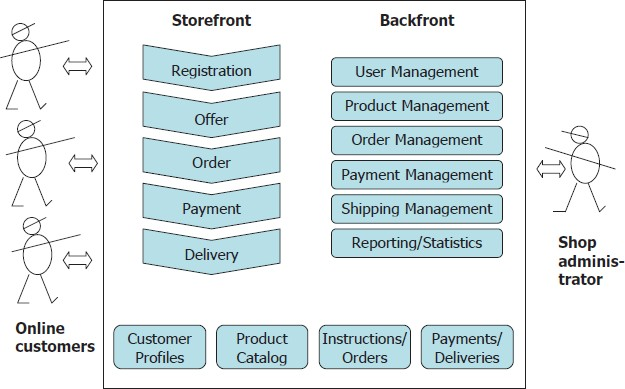 Storefront
Backfront
Registration
Offer
Order
Payment
Delivery
User Management
Product Management
Order Management
Payment Management
Shipping Management
Reporting/Statistics
Online
customers
Shop
adminis-
trator
Customer
Profiles
Product
Catalog
Instructions/
Orders
Payments/
Deliveries